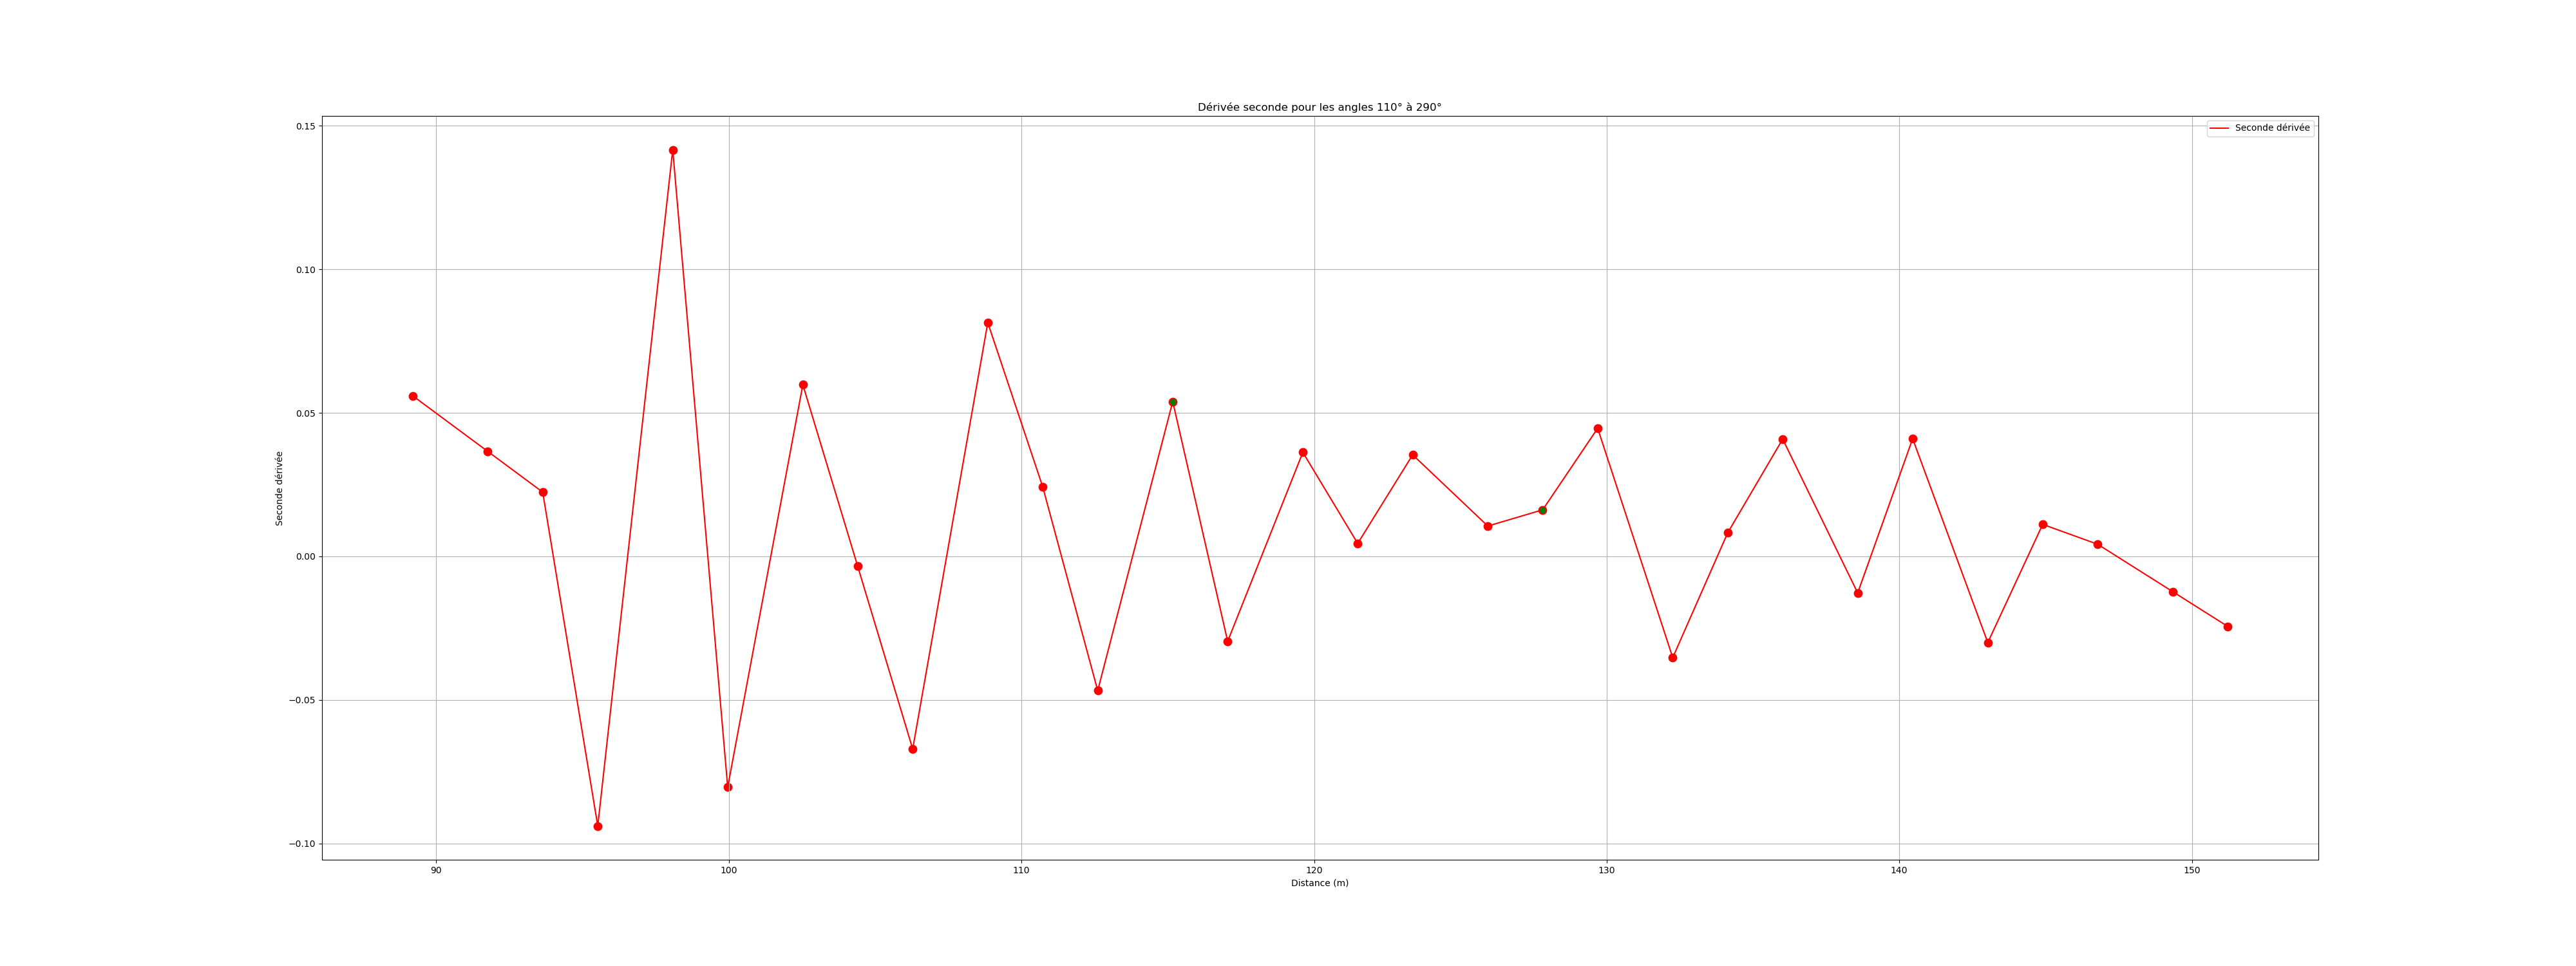 Dérivée seconde pour les angles 110° à 290°
Seconde dérivée
0.15
0.10
0.05
0.00
−0.05
−0.10
Seconde dérivée
90 100 110 120 130 140 150
Distance (m)